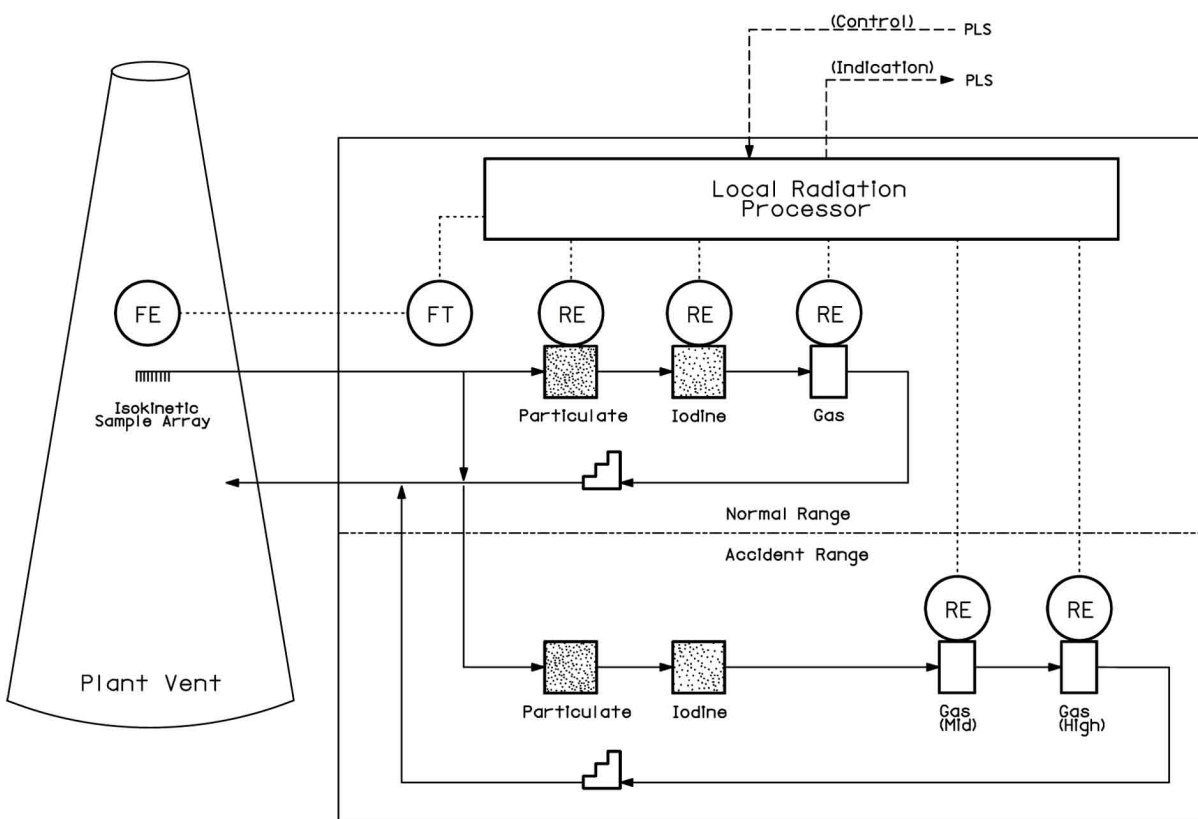 (Control)
PLS
(Indication)
PLS
Local Radiation
Processor
FE
FT
RE
RE
RE
Isokinetic
Sample Array
Particulate
Iodine
Gas
Normal Range
Accident Range
RE
RE
Plant Vent
Particulate
Iodine
Gas
(Mid)
Gas
(High)